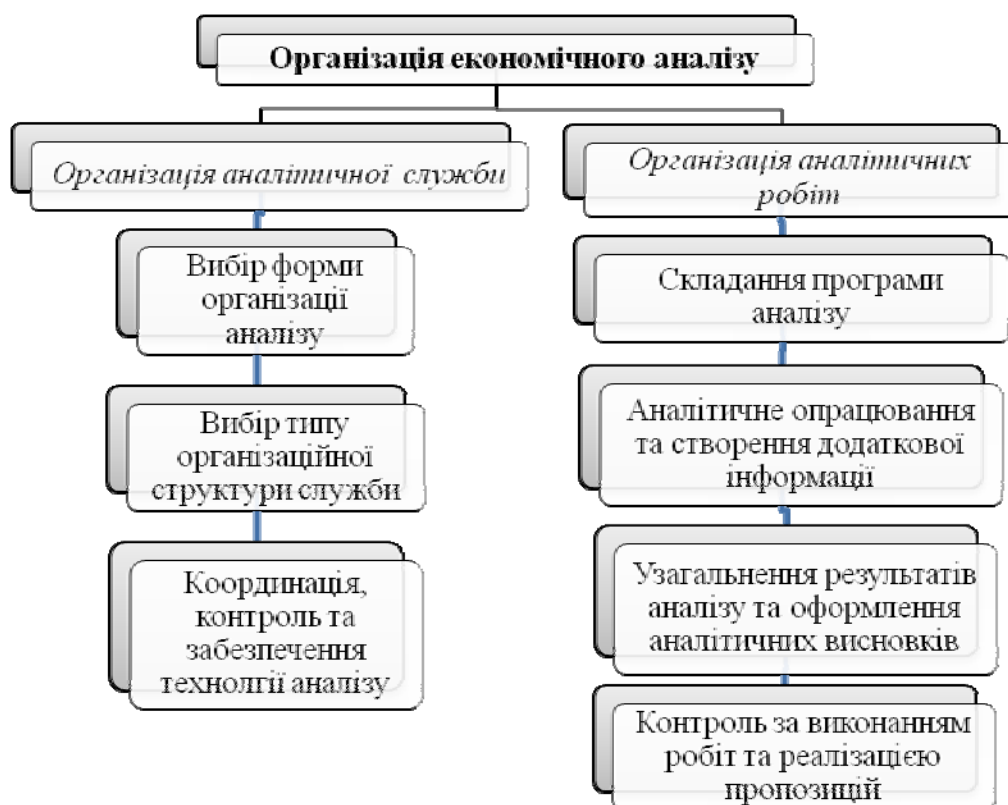 Організація економічного аналізу
Організація аналітичної служби
Вибір форми
організації
аналізу
Вибір типу
організаційної
структури служби
Координація,
контроль та
забезпечення
технолгії аналізу
Організація аналітичних
робіт
Складання програми
аналізу
Аналітичне опрацювання
та створення додаткової
інформації
Узагальнення результатів
аналізу та оформлення
аналітичних висновків
Контроль за виконанням
робіт та реалізацією
пропозицій